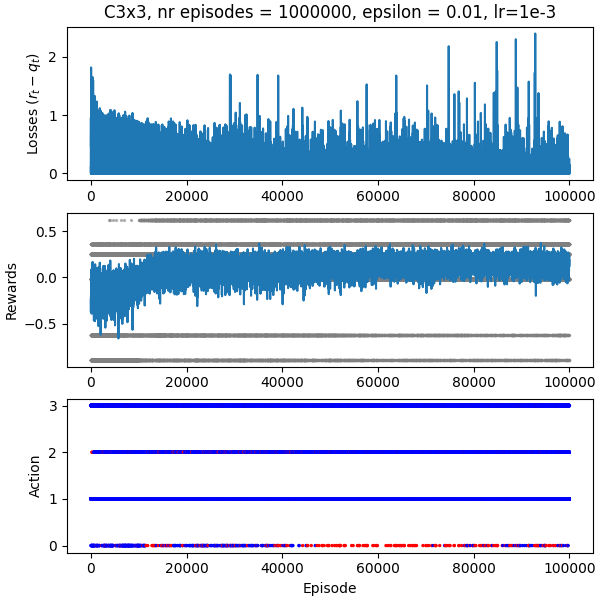 C3x3, nr episodes = 1000000, epsilon = 0.01, lr=1e-3
Losses (r_t − q_t)
2
1
0
0 20000 40000 60000 80000 100000
Rewards
0.5
0.0
−0.5
0 20000 40000 60000 80000 100000
Action
3
2
1
0
0 20000 40000 60000 80000 100000
Episode